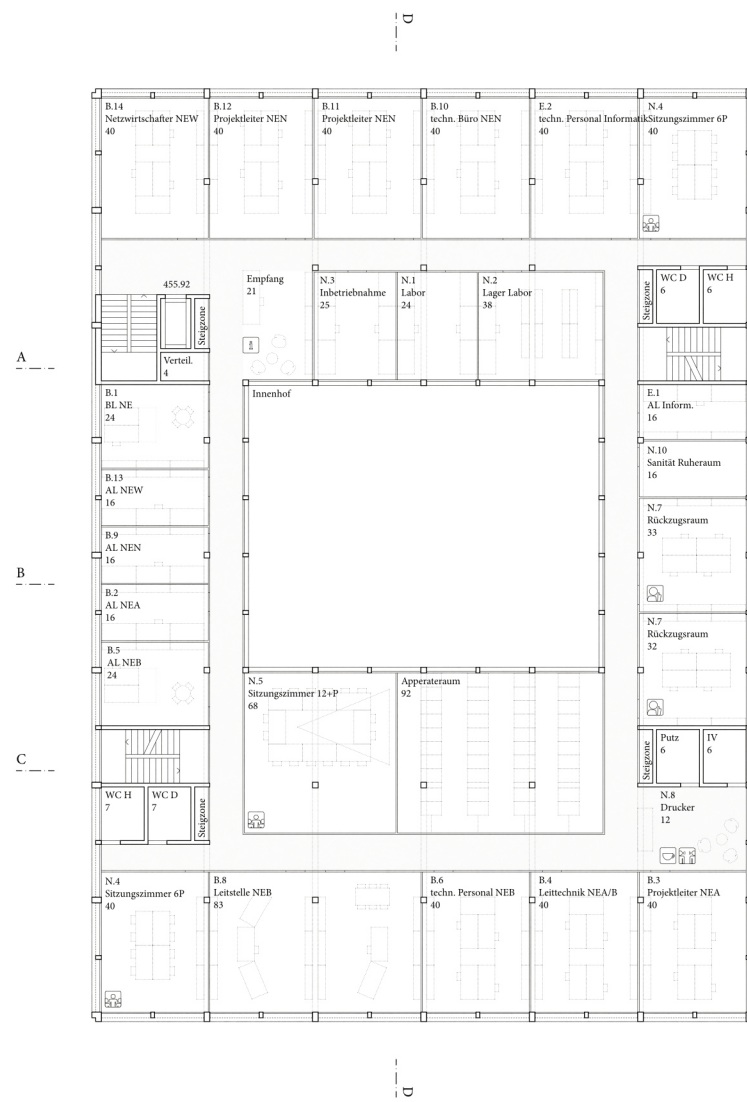 D
B.14
Netzwirtschafter NEW
40
B.12
Projektleiter NEN
40
B.11
Projektleiter NEN
40
B.10
techn. Büro NEN
40
E.2
techn. Personal Informatik
40
N.4
Sitzungszimmer 6P
40
455.92
Steigzone
Verteil.
4
Empfang
21
N.3
Inbetriebnahme
25
N.1
Labor
24
N.2
Lager Labor
38
Steigzone
WC D
6
WC H
6
A
Innenhof
B.1
BL NE
24
B.13
AL NEW
16
B.9
AL NEN
16
B.2
AL NEA
16
B.5
AL NEB
24
E.1
AL Inform.
16
N.10
Sanität Ruheraum
16
N.7
Rückzugsraum
33
N.7
Rückzugsraum
32
B
N.5
Sitzungszimmer 12+P
68
Apperateraum
92
C
WC H
7
WC D
7
Steigzone
Steigzone
Putz
6
IV
6
N.8
Drucker
12
N.4
Sitzungszimmer 6P
40
B.8
Leitstelle NEB
83
B.6
techn. Personal NEB
40
B.4
Leittechnik NEA/B
40
B.3
Projektleiter NEA
40
D